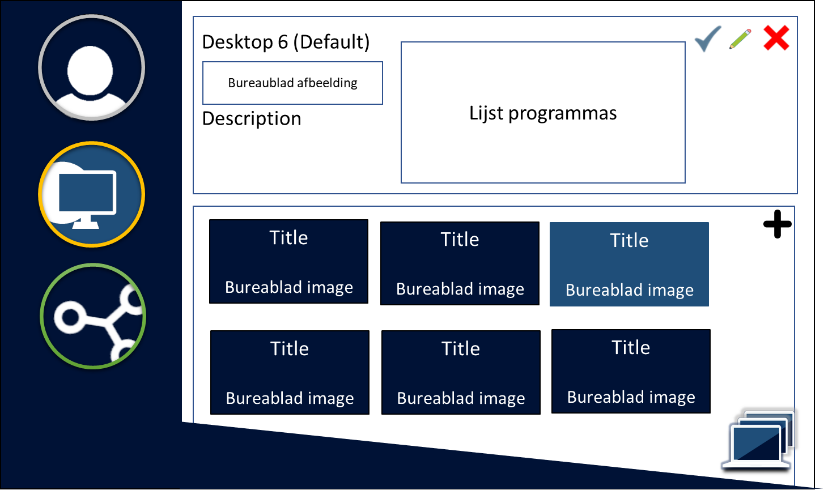 Desktop 6 (Default)
Bureaublad afbeelding
Description
Lijst programmas
Title
Bureablad image
Title
Bureablad image
Title
Bureablad image
Title
Bureablad image
Title
Bureablad image
Title
Bureablad image